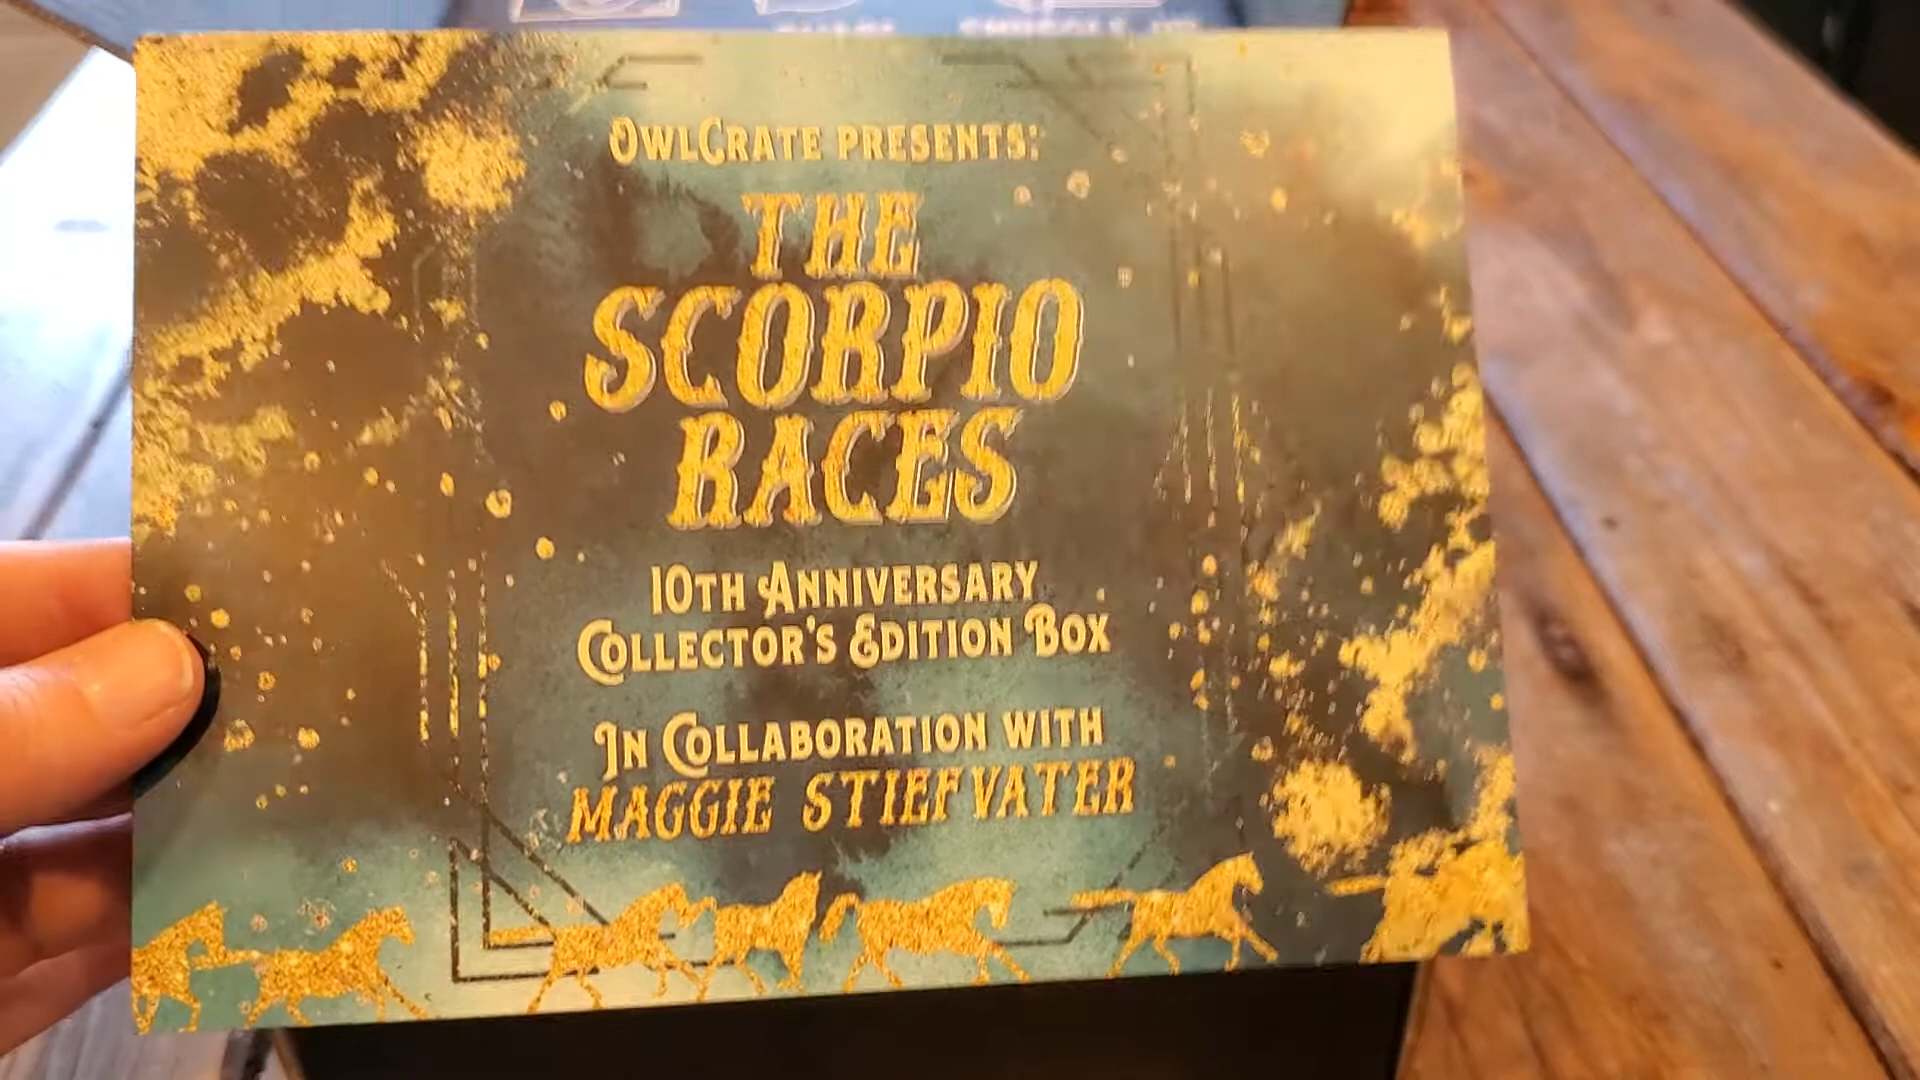 OwlCrate presents:
The
Scorpio
Races
10th Anniversary
Collector's Edition Box
In Collaboration with
Maggie Stiefvater